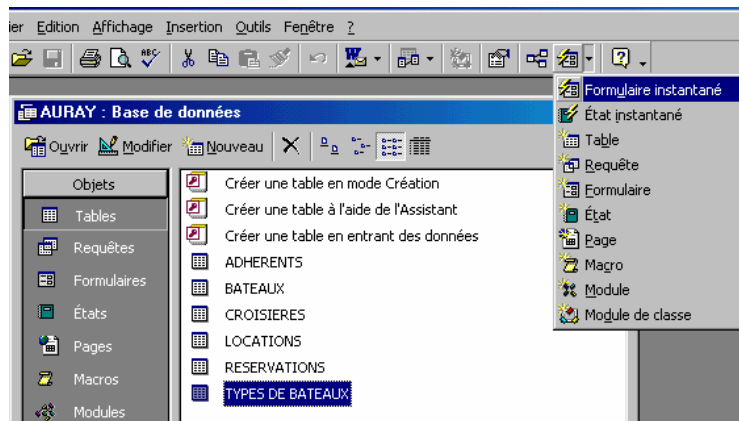 ier Edition Affichage Insertion Outils Fenêtre ?
ABC
W
?
AURAY : Base de données
Ouvrir Modifier Nouveau
Objets
Tables
Requêtes
Formulaires
États
Pages
Macros
Modules
Créer une table en mode Création
Créer une table à l'aide de l'Assistant
Créer une table en entrant des données
ADHERENTS
BATEAUX
CROISIERES
LOCATIONS
RESERVATIONS
TYPES DE BATEAUX
Formulaire instantané
État instantané
Table
Requête
Formulaire
État
Page
Macro
Module
Module de classe